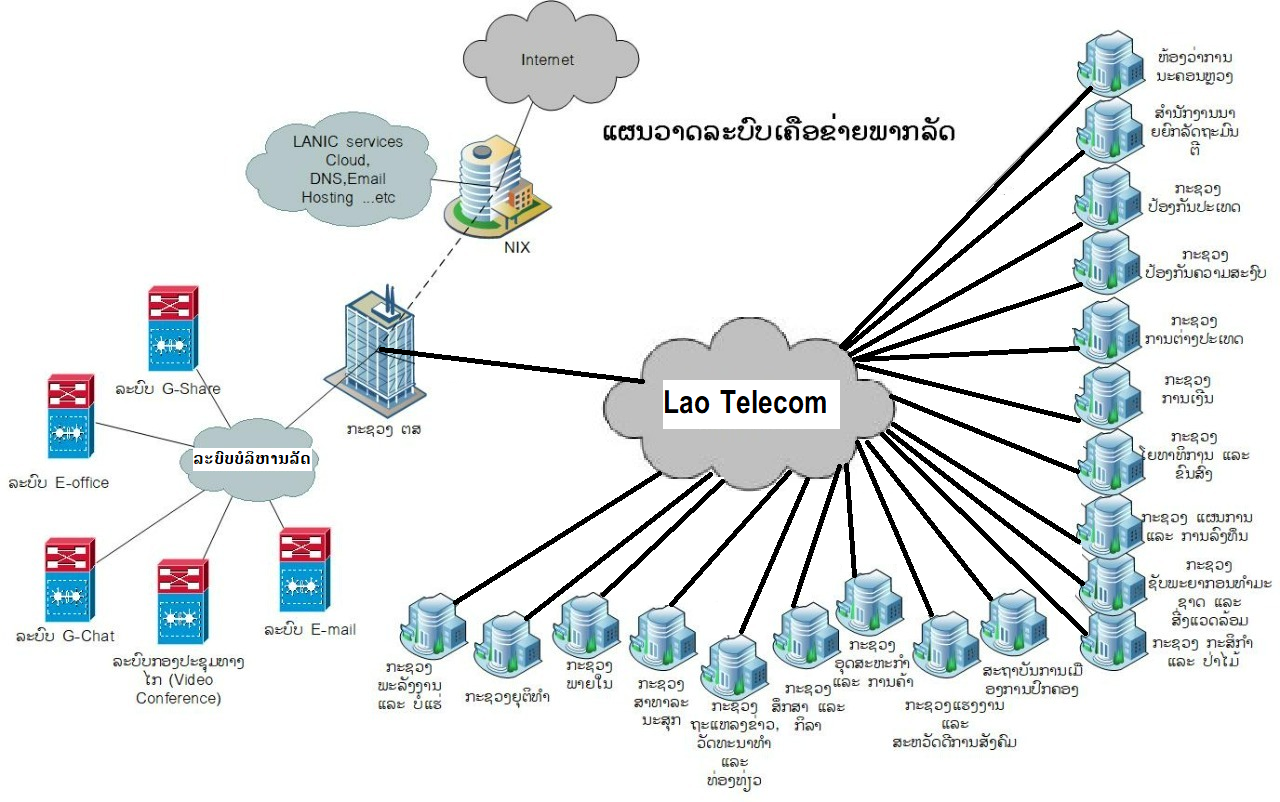 Internet
ແຜນວາດລະບົບເຄືອຂ່າຍພາກລັດ
LANIC services
Cloud,
DNS,Email
Hosting ...etc
NIX
ກະຊວງ ຕສ
ລະບົບ G-Share
ລະບົບ E-office
ລະບົບບໍລິຫານລັດ
ລະບົບ G-Chat
ລະບົບກອງປະຊຸມທາງ
ໄກ (Video
Conference)
ລະບົບ E-mail
Lao Telecom
ຫ້ອງວ່າການ
ນະຄອນຫຼວງ
ສຳນັກງານນາ
ຍຍົກລັດຖະມົນ
ຕີ
ກະຊວງ
ປ້ອງກັນປະເທດ
ກະຊວງ
ປ້ອງກັນຄວາມສະງົບ
ກະຊວງ
ການຕ່າງປະເທດ
ກະຊວງ
ການເງິນ
ກະຊວງ
ໂຍທາທິການ ແລະ
ຂົນສົ່ງ
ກະຊວງ ແຜນການ
ແລະ ການລົງທຶນ
ກະຊວງ
ຊັບພະຍາກອນທຳມະ
ຊາດ ແລະ
ສິ່ງແວດລ້ອມ
ກະຊວງ ກະສິກຳ
ແລະ ປ່າໄມ້
ກະຊວງ
ພະລັງງານ
ແລະ ບໍ່ແຮ່
ກະຊວງຍຸຕິທຳ
ກະຊວງ
ພາຍໃນ
ກະຊວງ
ສາທາລະ
ນະສຸກ
ກະຊວງ
ຖະແຫລງຂ່າວ,
ວັດທະນາທຳ
ແລະ
ທ່ອງທ່ຽວ
ກະຊວງ
ສຶກສາ ແລະ
ກິລາ
ກະຊວງ
ອຸດສະຫະກຳ
ແລະ ການຄ້າ
ກະຊວງແຮງງານ
ແລະ
ສະຫວັດດີການສັງຄົມ
ສະຖາບັນການເມື
ອງການປົກຄອງ